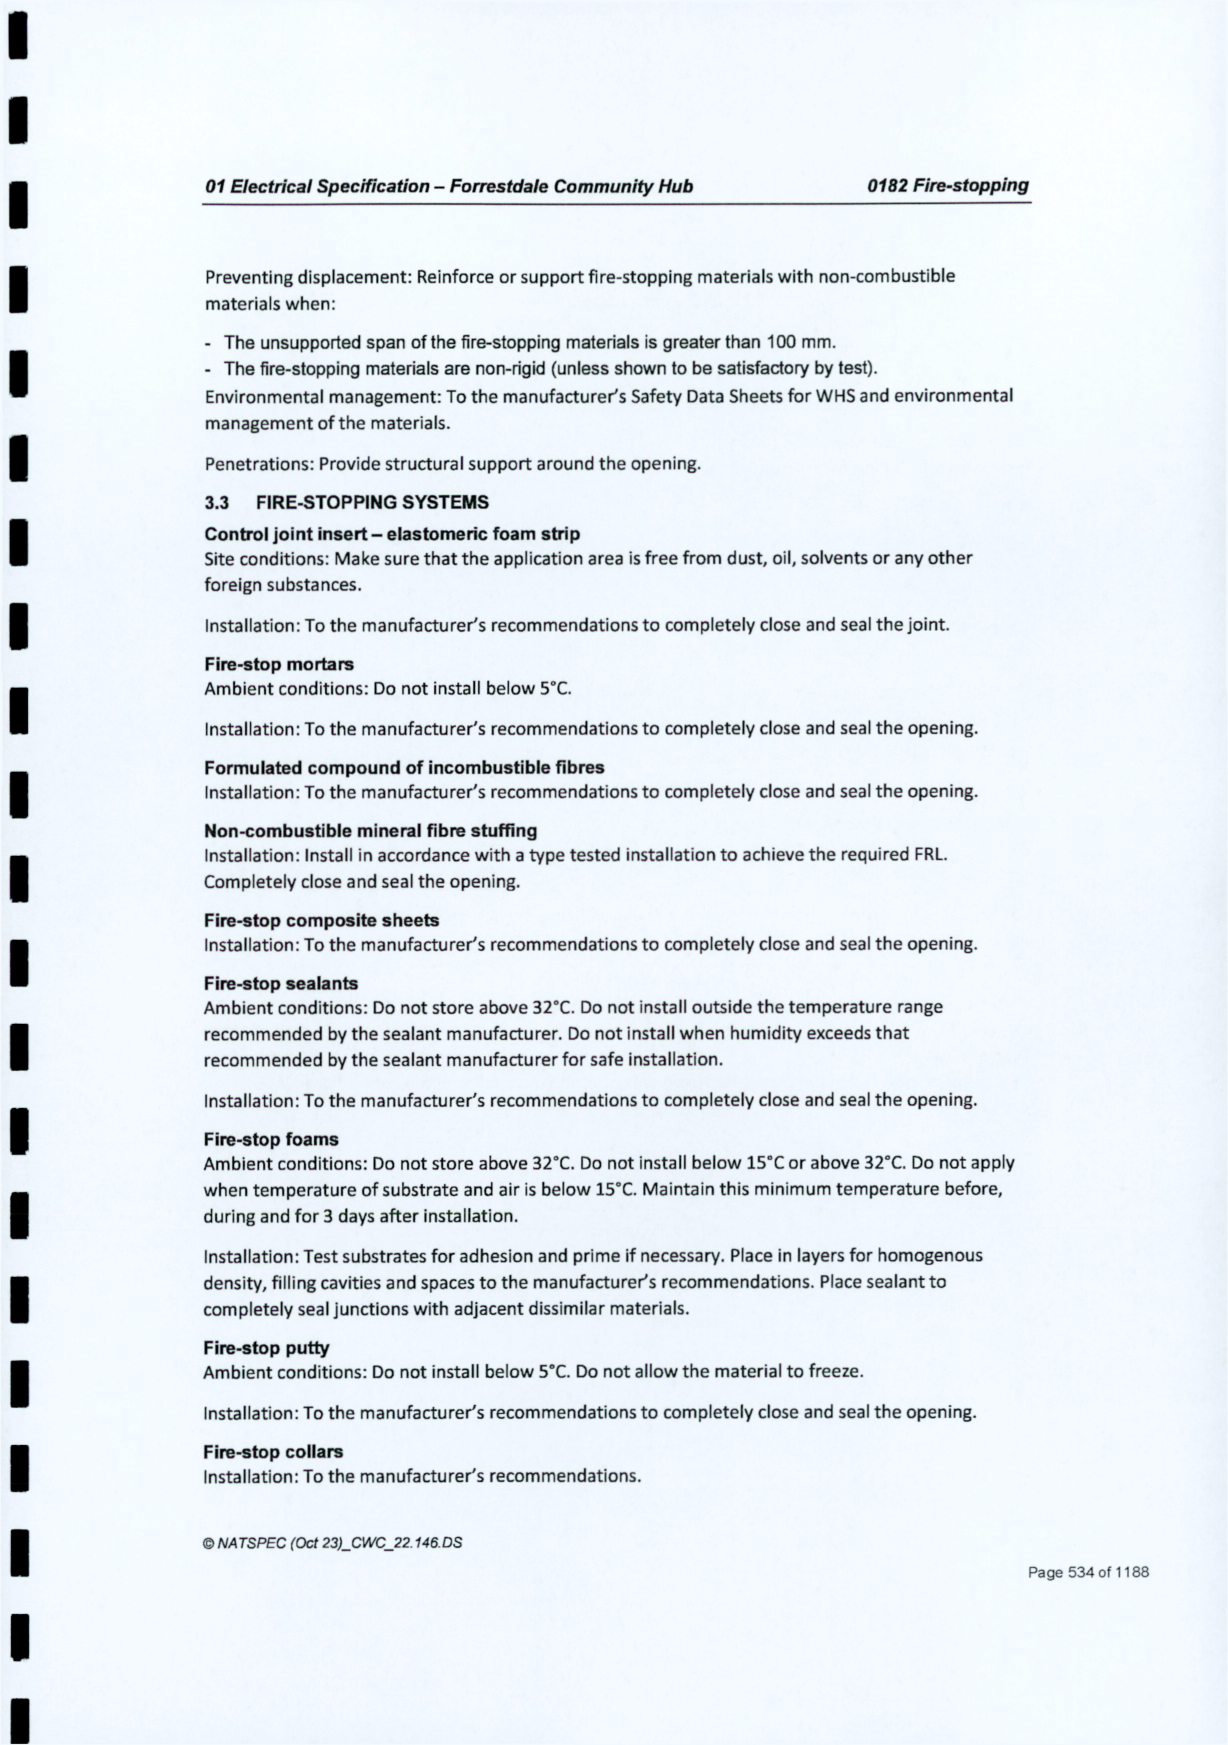 01 Electrical Specification – Forrestdale Community Hub 0182 Fire-stopping
Preventing displacement: Reinforce or support fire-stopping materials with non-combustible
materials when:
- The unsupported span of the fire-stopping materials is greater than 100 mm.
- The fire-stopping materials are non-rigid (unless shown to be satisfactory by test).
Environmental management: To the manufacturer's Safety Data Sheets for WHS and environmental
management of the materials.
Penetrations: Provide structural support around the opening.
3.3 FIRE-STOPPING SYSTEMS
Control joint insert – elastomeric foam strip
Site conditions: Make sure that the application area is free from dust, oil, solvents or any other
foreign substances.
Installation: To the manufacturer's recommendations to completely close and seal the joint.
Fire-stop mortars
Ambient conditions: Do not install below 5°C.
Installation: To the manufacturer's recommendations to completely close and seal the opening.
Formulated compound of incombustible fibres
Installation: To the manufacturer's recommendations to completely close and seal the opening.
Non-combustible mineral fibre stuffing
Installation: Install in accordance with a type tested installation to achieve the required FRL.
Completely close and seal the opening.
Fire-stop composite sheets
Installation: To the manufacturer's recommendations to completely close and seal the opening.
Fire-stop sealants
Ambient conditions: Do not store above 32°C. Do not install outside the temperature range
recommended by the sealant manufacturer. Do not install when humidity exceeds that
recommended by the sealant manufacturer for safe installation.
Installation: To the manufacturer's recommendations to completely close and seal the opening.
Fire-stop foams
Ambient conditions: Do not store above 32°C. Do not install below 15°C or above 32°C. Do not apply
when temperature of substrate and air is below 15°C. Maintain this minimum temperature before,
during and for 3 days after installation.
Installation: Test substrates for adhesion and prime if necessary. Place in layers for homogenous
density, filling cavities and spaces to the manufacturer's recommendations. Place sealant to
completely seal junctions with adjacent dissimilar materials.
Fire-stop putty
Ambient conditions: Do not install below 5°C. Do not allow the material to freeze.
Installation: To the manufacturer's recommendations to completely close and seal the opening.
Fire-stop collars
Installation: To the manufacturer's recommendations.
© NATSPEC (Oct 23)_CWC_22.146.DS
Page 534 of 1188